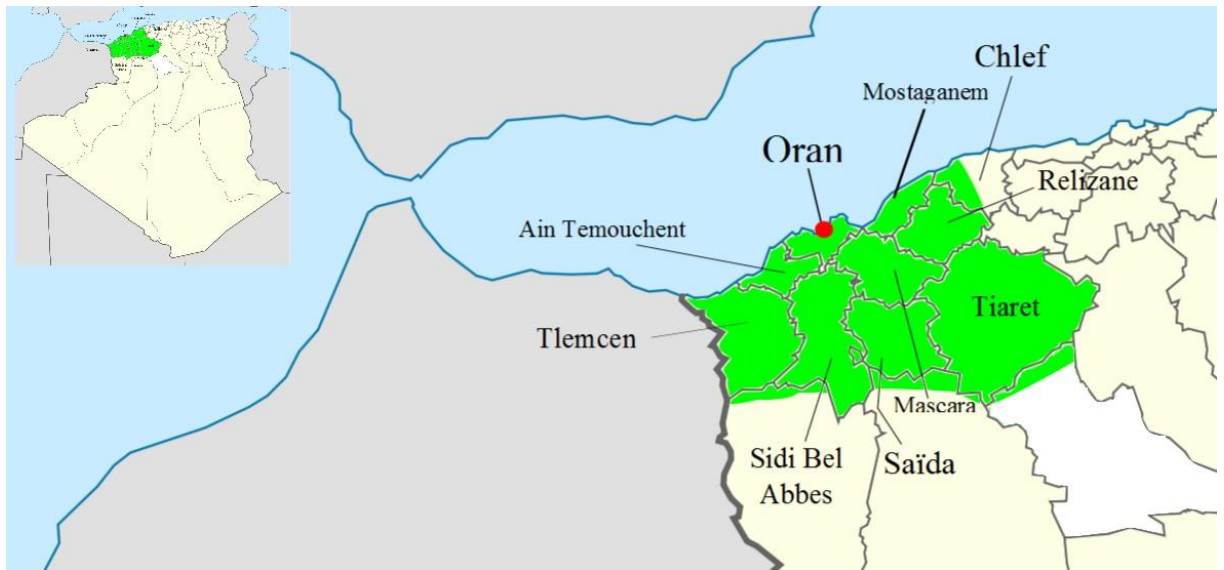 Chlef
Mostaganem
Oran
Relizane
Ain Temouchent
Tiaret
Tlemcen
Mascara
Sidi Bel
Abbes
Saïda